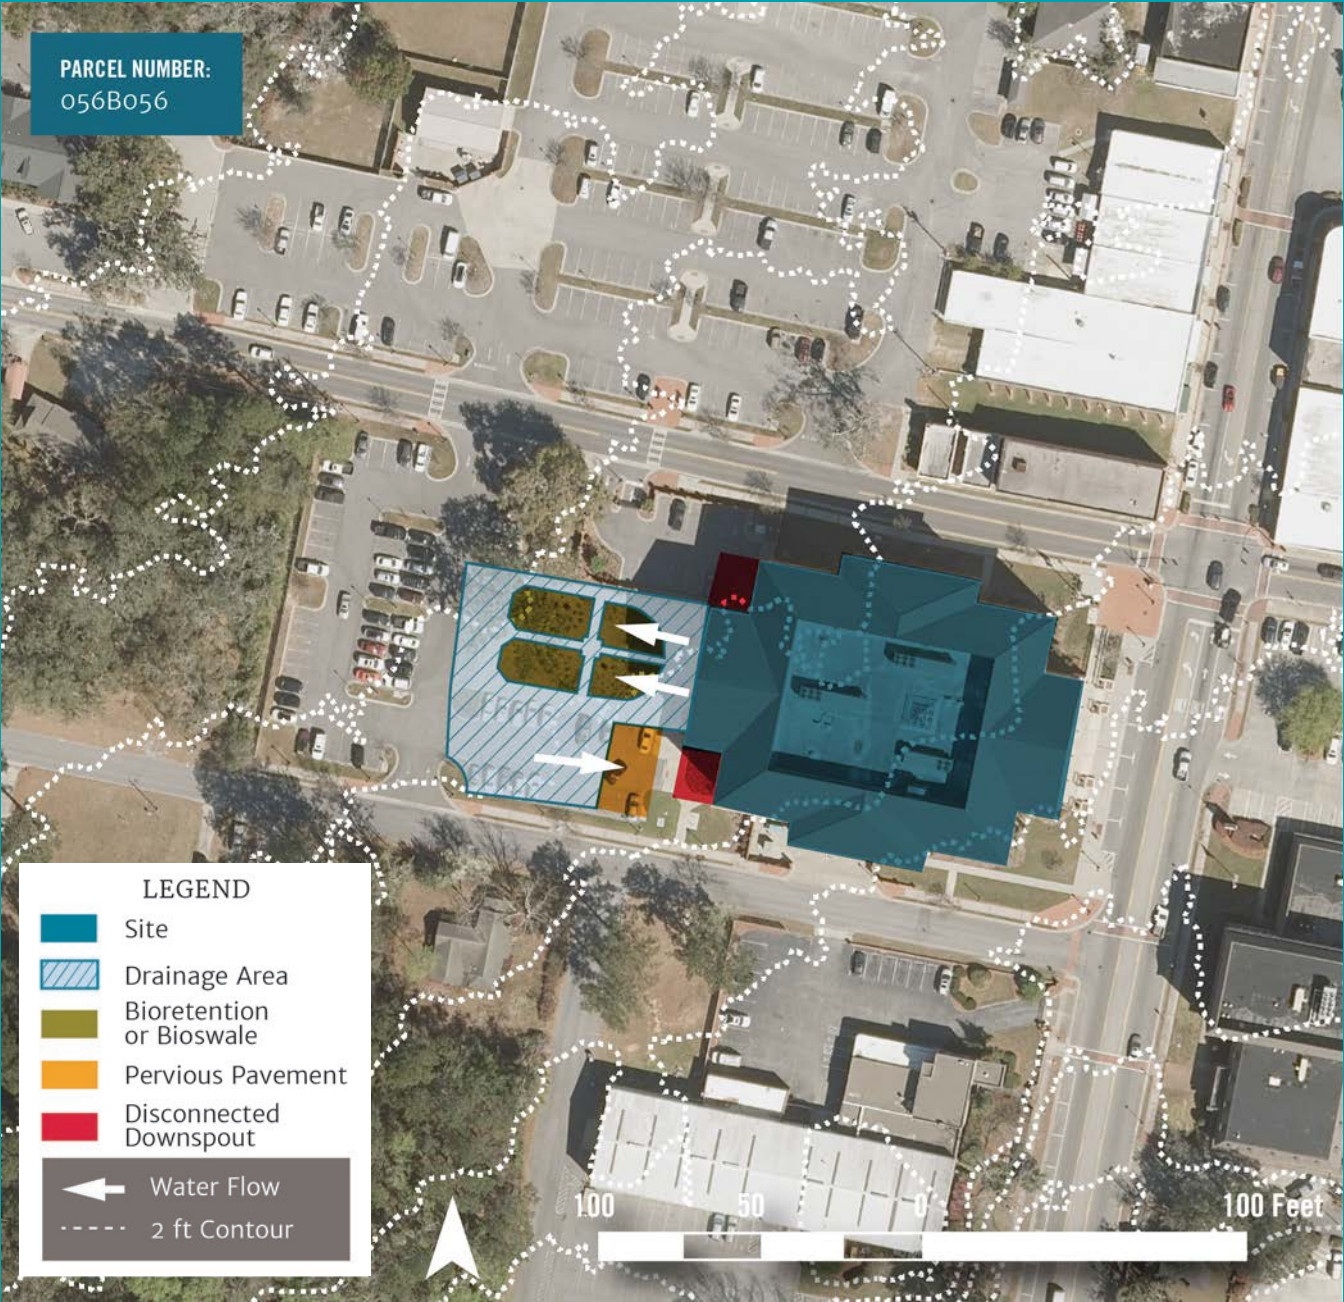 PARCEL NUMBER:
056B056
LEGEND
Site
Drainage Area
Bioretention
or Bioswale
Pervious Pavement
Disconnected
Downspout
Water Flow
2 ft Contour
100 50 0 100 Feet